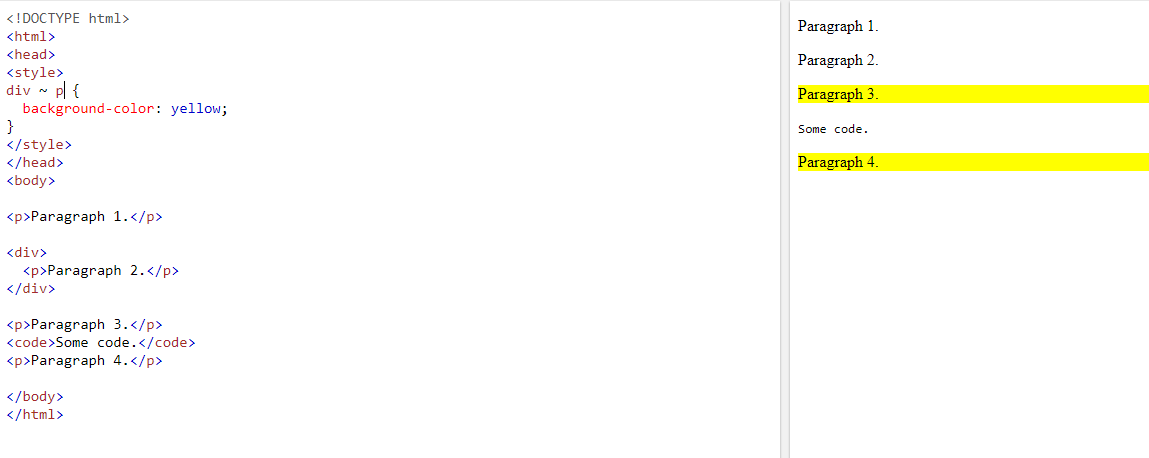 <!DOCTYPE html>
<html>
<head>
<style>
div ~ p {
  background-color: yellow;
}
</style>
</head>
<body>

<p>Paragraph 1.</p>

<div>
  <p>Paragraph 2.</p>
</div>

<p>Paragraph 3.</p>
<code>Some code.</code>
<p>Paragraph 4.</p>

</body>
</html>
Paragraph 1.
Paragraph 2.
Paragraph 3.
Some code.
Paragraph 4.